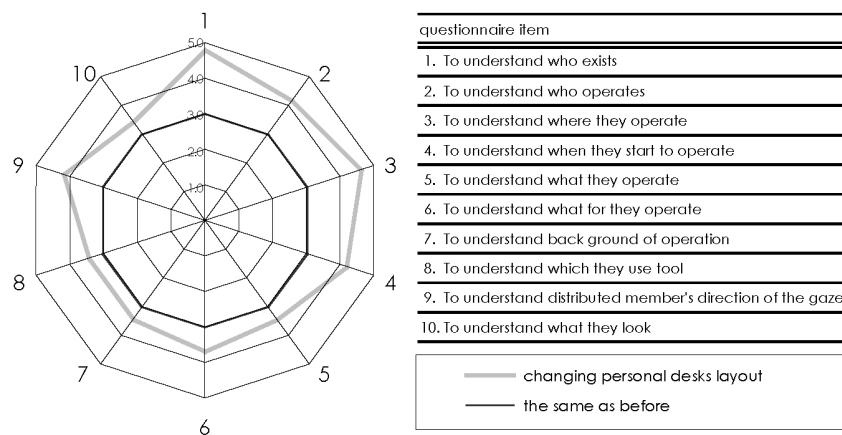 1
5.0
10
2
4.0
3.0
9
3
2.0
1.0
8
4
7
5
6
questionnaire item
1. To understand who exists
2. To understand who operates
3. To understand where they operate
4. To understand when they start to operate
5. To understand what they operate
6. To understand what for they operate
7. To understand back ground of operation
8. To understand which they use tool
9. To understand distributed member's direction of the gaze
10. To understand what they look
changing personal desks layout
the same as before